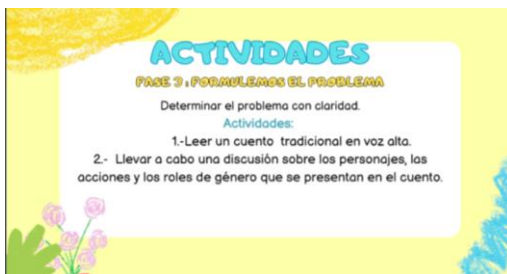 ACTIVIDADES
FASE 3 : FORMULEMOS EL PROBLEMA
Determinar el problema con claridad.
Actividades:
1.-Leer un cuento tradicional en voz alta.
2.- Llevar a cabo una discusión sobre los personajes, las
acciones y los roles de género que se presentan en el cuento.